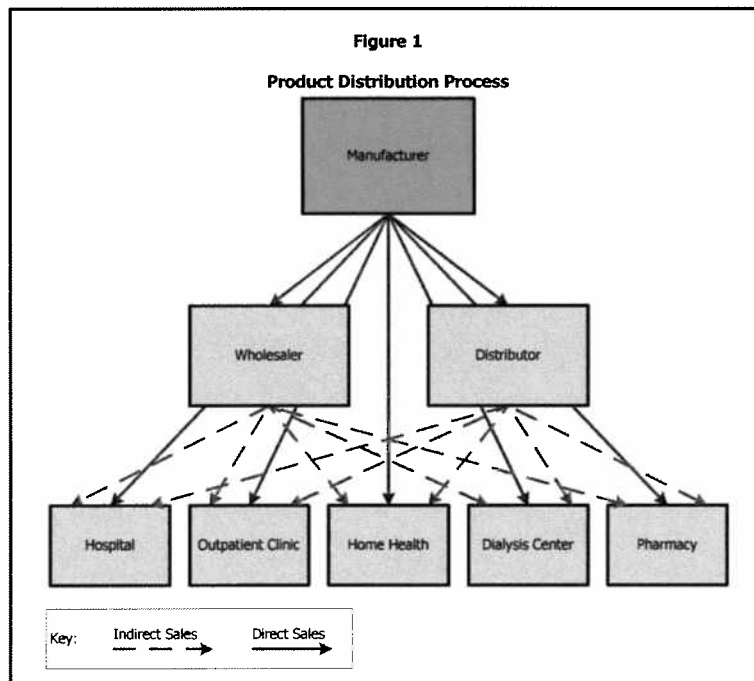 Figure 1
Product Distribution Process
Manufacturer
Wholesaler
Distributor
Hospital
Outpatient Clinic
Home Health
Dialysis Center
Pharmacy
Key:
Indirect Sales
Direct Sales